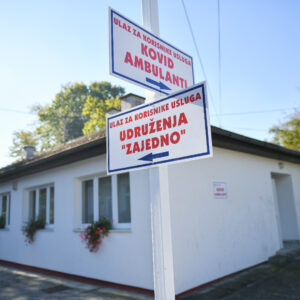 ULAZ ZA KORISNIKE USLUGA
KOVID
AMBULANTI
ULAZ ZA KORISNIKE USLUGA
UDRUŽENJA
"ZAJEDNO"